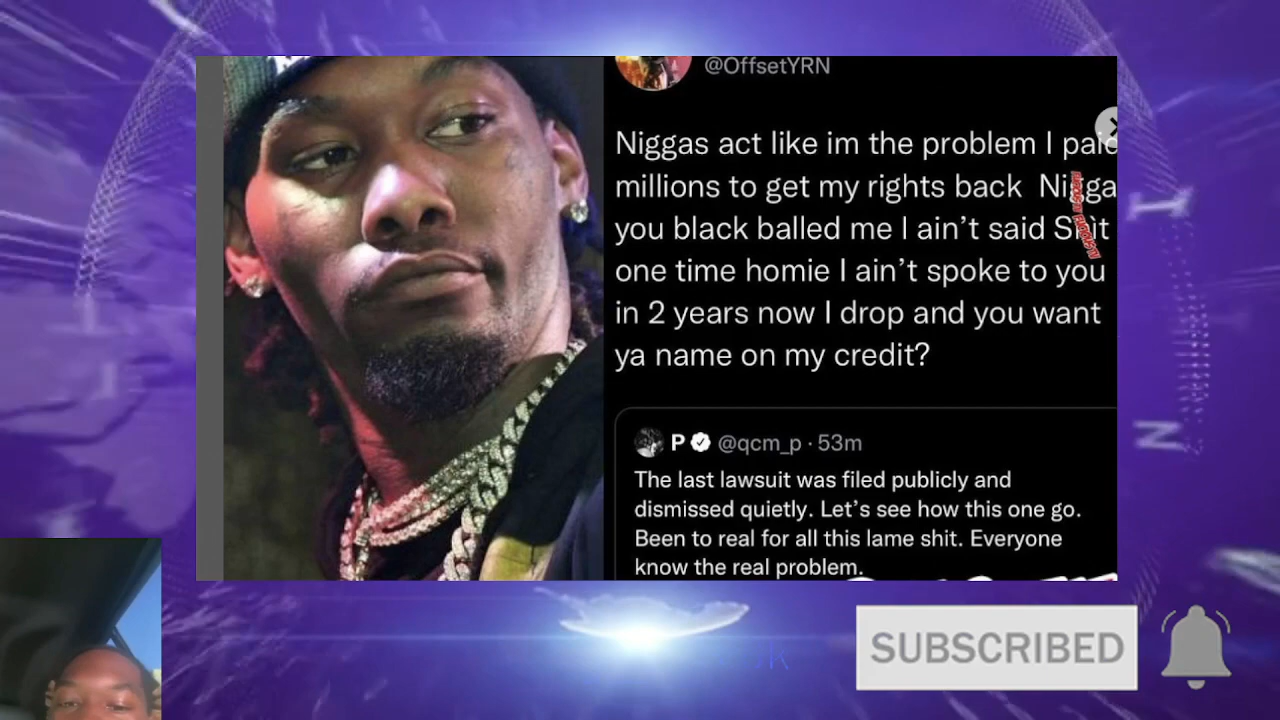 @OffsetYRN
Niggas act like im the problem I paid
millions to get my rights back Nigga
you black balled me I ain't said Shit
one time homie I ain't spoke to you
in 2 years now I drop and you want
ya name on my credit?
P @qcm_p · 53m
The last lawsuit was filed publicly and
dismissed quietly. Let's see how this one go.
Been to real for all this lame shit. Everyone
know the real problem.
I
N
SUBSCRIBED